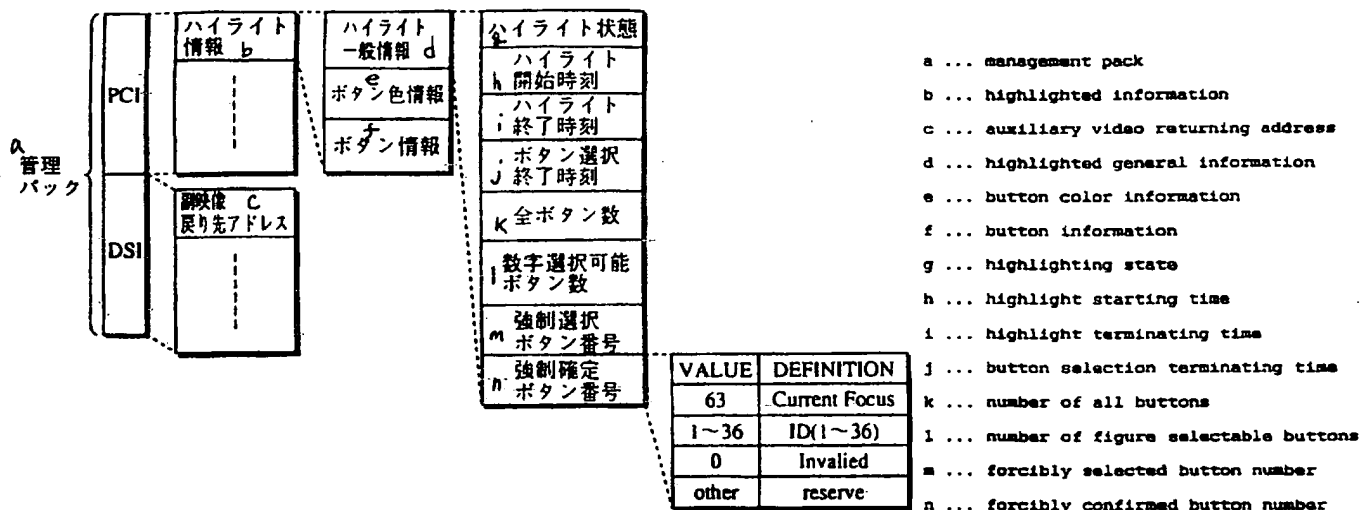 a
管理
パック
PCI
DSI
ハイライト
情報 b
副映像 c
戻り先アドレス
ハイライト
一般情報 d
e
ボタン色情報
f
ボタン情報
g
ハイライト状態
ハイライト
h 開始時刻
ハイライト
i 終了時刻
ボタン選択
j 終了時刻
k 全ボタン数
l 数字選択可能
ボタン数
強制選択
m ボタン番号
強制確定
n ボタン番号
VALUE DEFINITION
63 Current Focus
1~36 ID(1~36)
0 Invalied
other reserve
a ... management pack
b ... highlighted information
c ... auxiliary video returning address
d ... highlighted general information
e ... button color information
f ... button information
g ... highlighting state
h ... highlight starting time
i ... highlight terminating time
j ... button selection terminating time
k ... number of all buttons
l ... number of figure selectable buttons
m ... forcibly selected button number
n ... forcibly confirmed button number